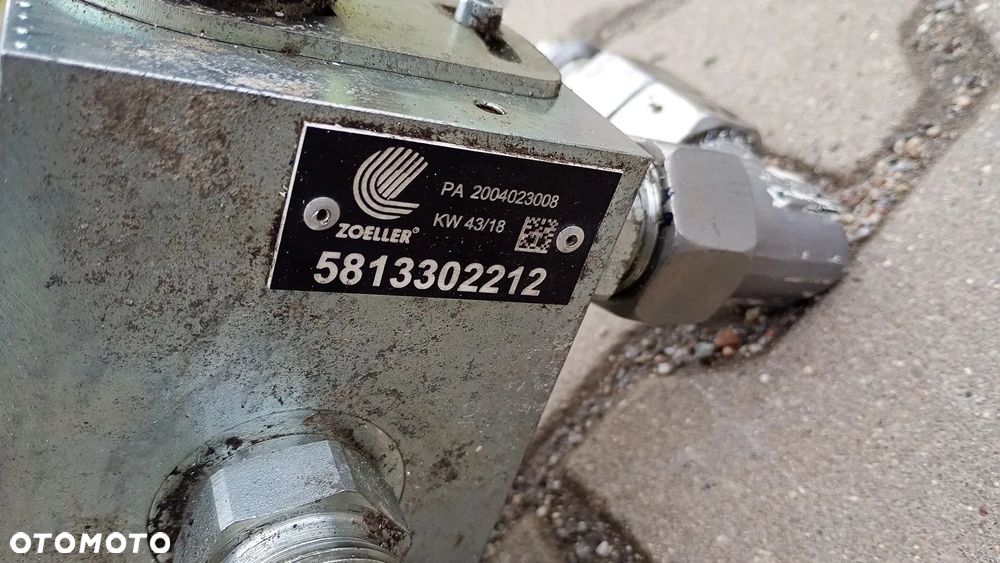 PA 2004023008
KW 43/18
ZOELLER®
5813302212
OTOMOTO